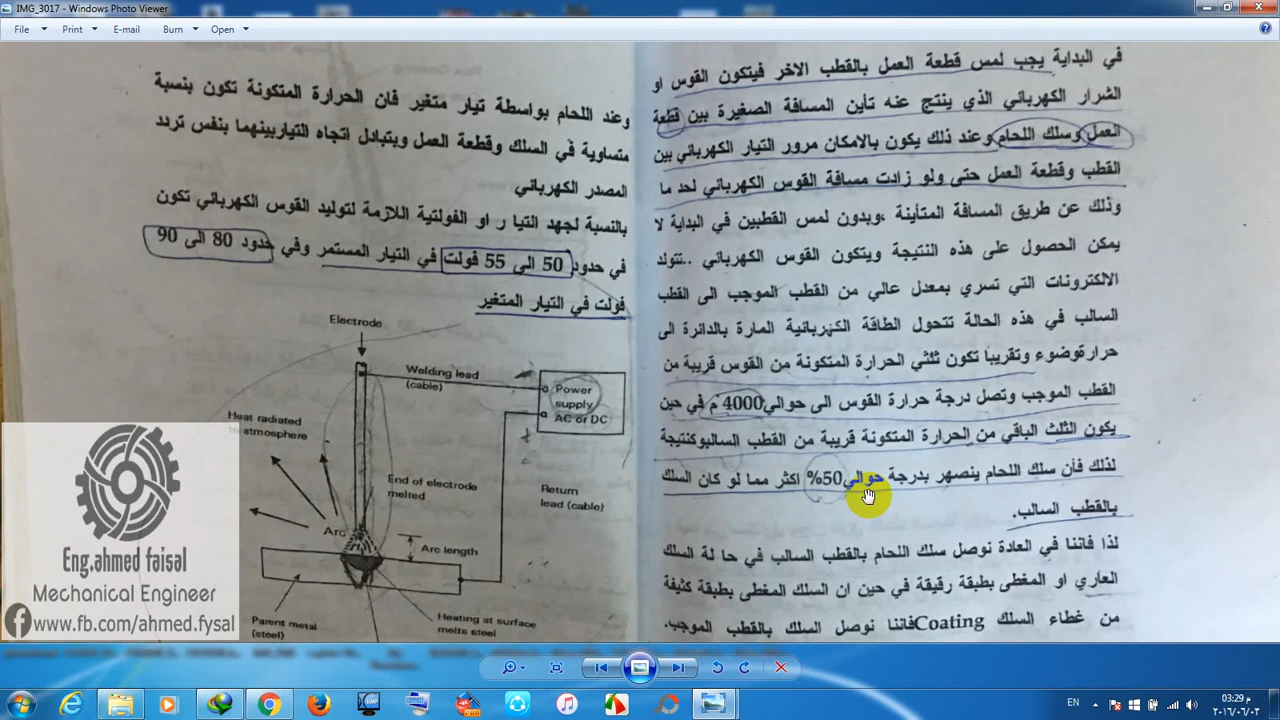 IMG_3017 - Windows Photo Viewer
File Print E-mail Burn Open
في البداية يجب لمس قطعة العمل بالقطب الاخر فيتكون القوس او
الشرار الكهربائي الذي ينتج عنه تأين المسافة الصغيرة بين قطعة
العمل وسلك اللحام وعند ذلك يكون بالامكان مرور التيار الكهربائي بين
القطب وقطعة العمل حتى ولو زادت مسافة القوس الكهربائي لحد ما
وذلك عن طريق المسافة المتأينة ،وبدون لمس القطبين في البداية لا
يمكن الحصول على هذه النتيجة ويتكون القوس الكهربائي ..تتولد
الالكترونات التي تسري بمعدل عالي من القطب الموجب الى القطب
السالب في هذه الحالة تتحول الطاقة الكهربائية المارة بالدائرة الى
حرارةوضوء وتقريبا تكون ثلثي الحرارة المتكونة من القوس قريبة من
القطب الموجب وتصل درجة حرارة القوس الى حوالي4000 م في حين
يكون الثلث الباقي من الحرارة المتكونة قريبة من القطب السالبوكنتيجة
لذلك فأن سلك اللحام ينصهر بدرجة حوالي50% اكثر مما لو كان السلك
بالقطب السالب.
لذا فاننا في العادة نوصل سلك اللحام بالقطب السالب في حا لة السلك
العاري او المغطى بطبقة رقيقة في حين ان السلك المغطى بطبقة كثيفة
من غطاء السلك Coatingفاننا نوصل السلك بالقطب الموجب.
وعند اللحام بواسطة تيار متغير فان الحرارة المتكونة تكون بنسبة
متساوية في السلك وقطعة العمل ويتبادل اتجاه التياربينهما بنفس تردد
المصدر الكهربائي
بالنسبة لجهد التيا ر او الفولتية اللازمة لتوليد القوس الكهربائي تكون
في حدود 50 الى 55 فولت في التيار المستمر وفي حدود 80 الى 90
فولت في التيار المتغير
Electrode
Welding lead
(cable)
Power
supply
AC or DC
Heat radiated
to atmosphere
End of electrode
melted
Return
lead (cable)
Arc
Arc length
Parent metal
(steel)
Heating at surface
melts steel
Eng.ahmed faisal
Mechanical Engineer
www.fb.com/ahmed.fysal
EN
03:29 م
٢٠١٦/٠٦/٠٣